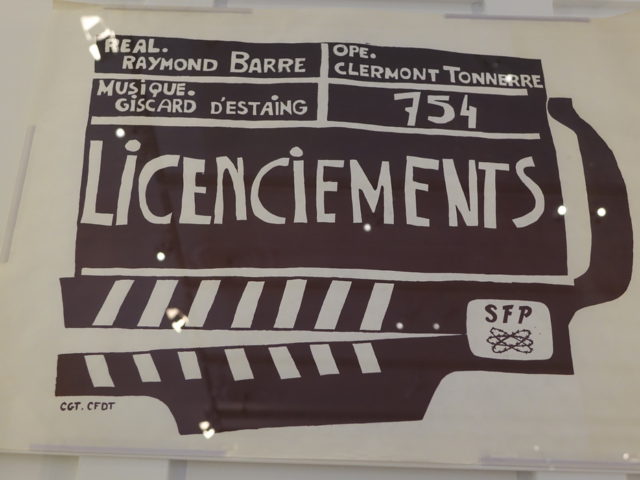 REAL.
RAYMOND BARRE
OPE.
CLERMONT TONNERRE
MUSiQUE.
GISCARD D'ESTAiNG
754
LiCENCiEMENTS
SFP
CGT. CFDT